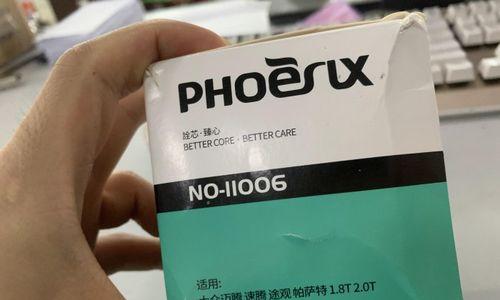 PHOENIX
詮芯·臻心
BETTER CORE · BETTER CARE
NO-11006
适用:
大众迈腾 速腾 途观 帕萨特 1.8T 2.0T